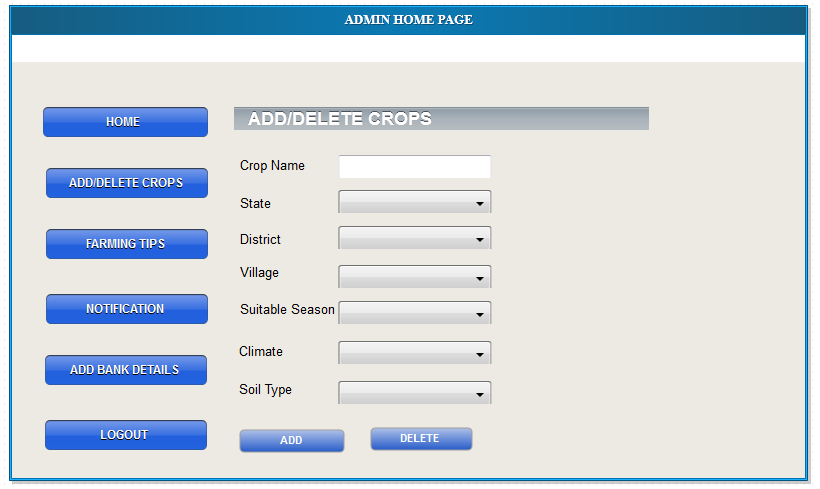 ADMIN HOME PAGE
HOME
ADD/DELETE CROPS
FARMING TIPS
NOTIFICATION
ADD BANK DETAILS
LOGOUT
ADD/DELETE CROPS
Crop Name
State
District
Village
Suitable Season
Climate
Soil Type
ADD
DELETE